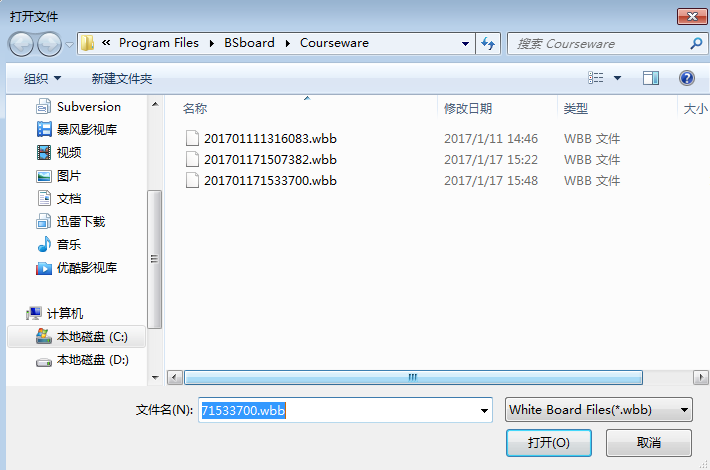 打开文件
« Program Files BSboard Courseware 搜索 Courseware
组织 新建文件夹
名称 修改日期 类型 大小
Subversion
暴风影视库
视频
图片
文档
迅雷下载
音乐
优酷影视库
计算机
本地磁盘 (C:)
本地磁盘 (D:)
201701111316083.wbb 2017/1/11 14:46 WBB 文件
201701171507382.wbb 2017/1/17 15:22 WBB 文件
201701171533700.wbb 2017/1/17 15:48 WBB 文件
文件名(N): 71533700.wbb White Board Files(*.wbb)
打开(O) 取消